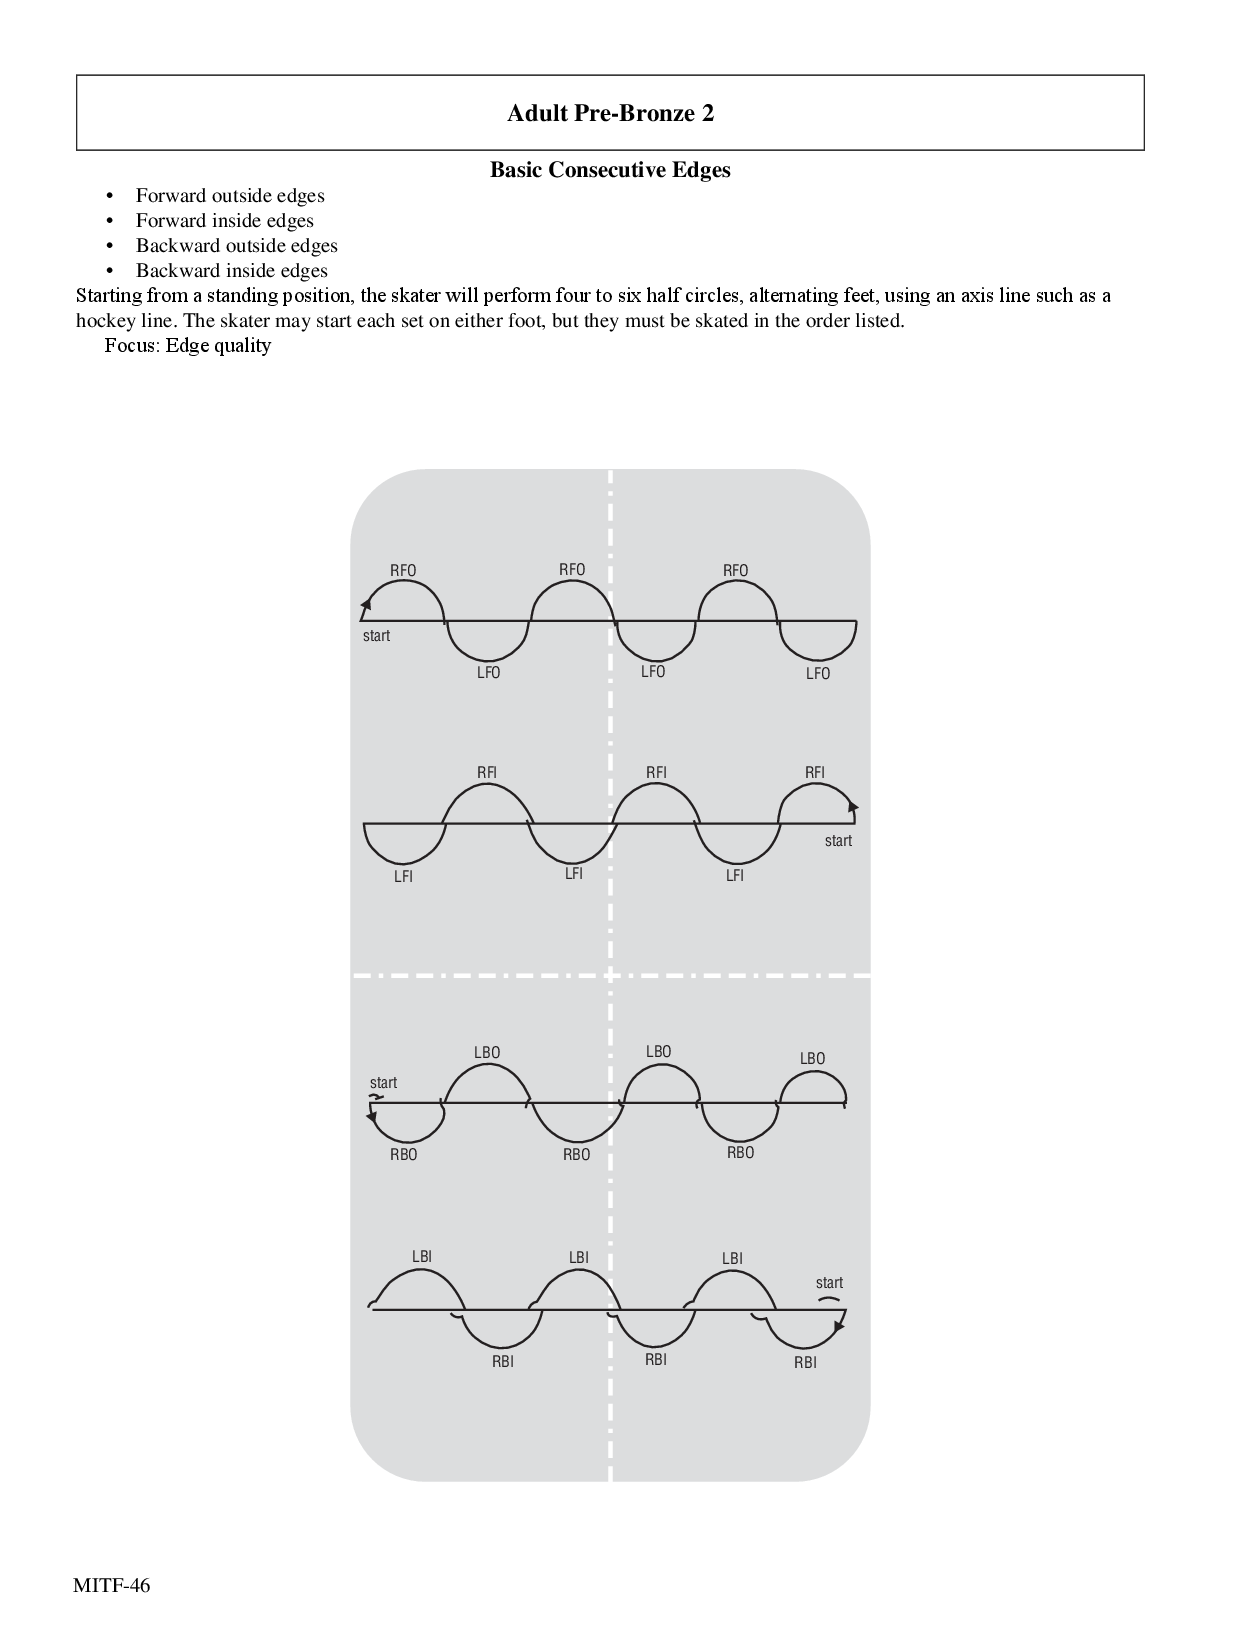 Adult Pre-Bronze 2
Basic Consecutive Edges
• Forward outside edges
• Forward inside edges
• Backward outside edges
• Backward inside edges
Starting from a standing position, the skater will perform four to six half circles, alternating feet, using an axis line such as a
hockey line. The skater may start each set on either foot, but they must be skated in the order listed.
Focus: Edge quality
RFO RFO RFO
start
LFO LFO LFO
RFI RFI RFI
start
LFI LFI LFI
LBO LBO LBO
start
RBO RBO RBO
LBI LBI LBI
start
RBI RBI RBI
MITF-46